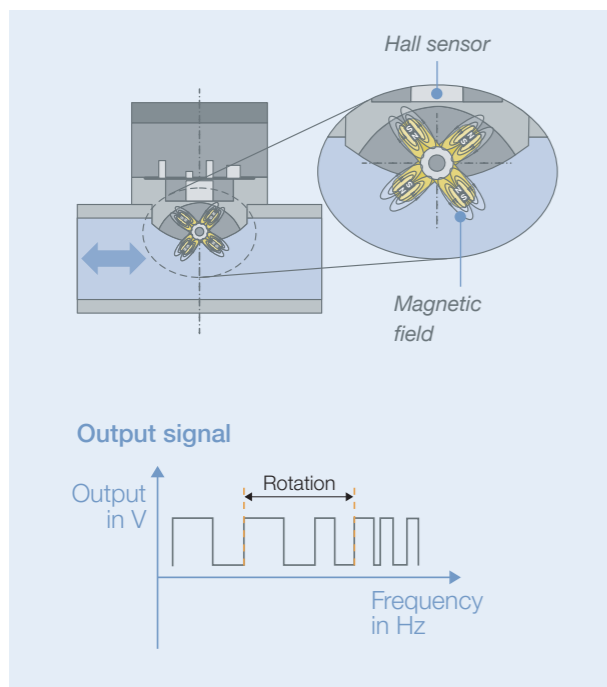 Hall sensor
Magnetic
field
Output signal
Output
in V
Rotation
Frequency
in Hz